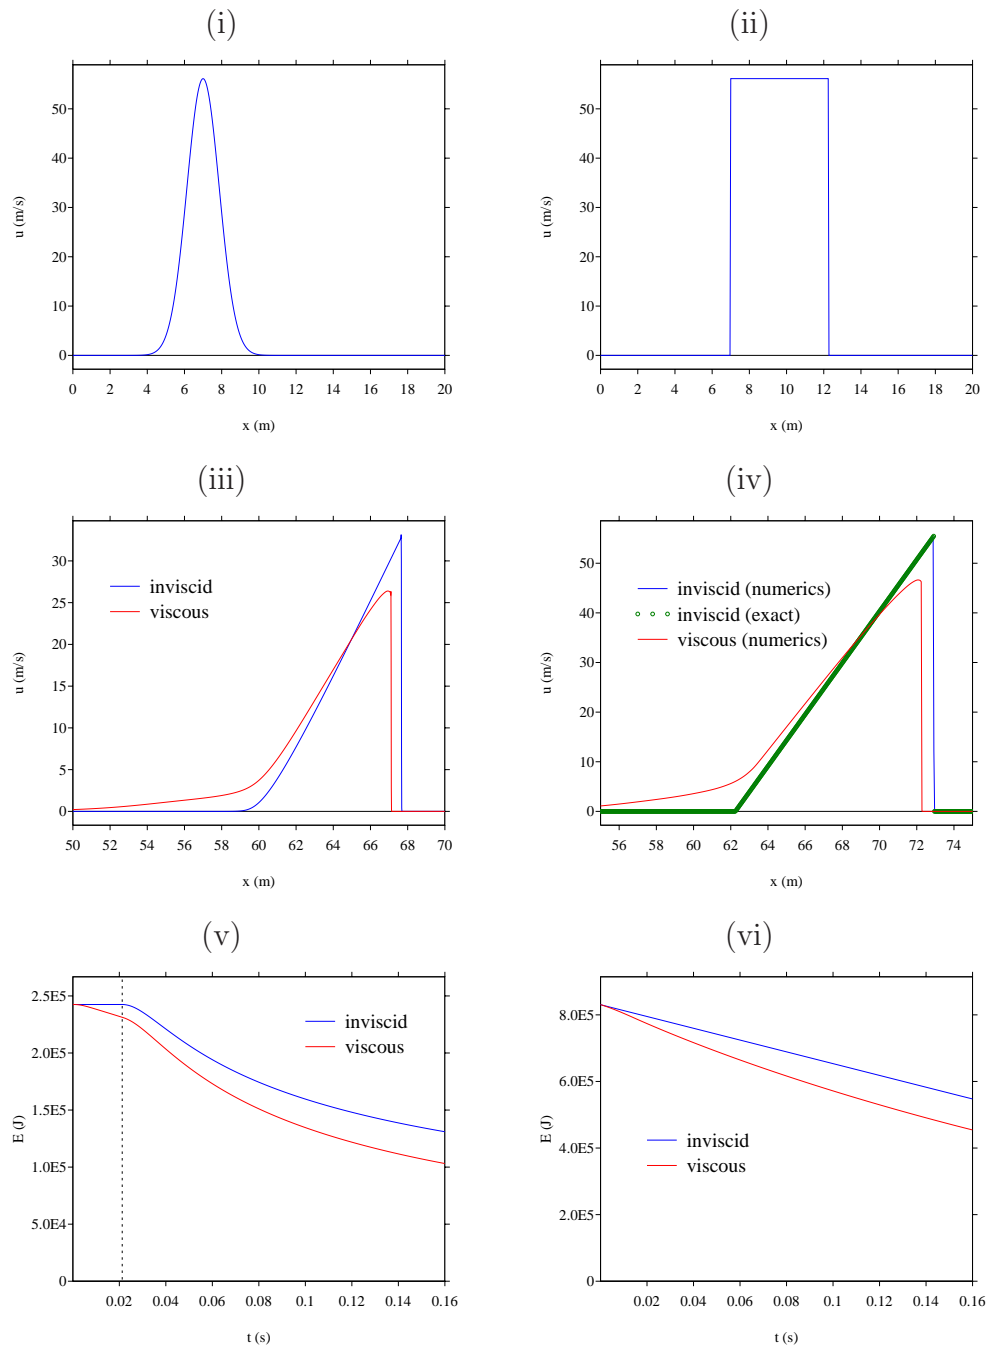 (i)
50
40
30
20
10
0
u (m/s)
0 2 4 6 8 10 12 14 16 18 20
x (m)
(ii)
50
40
30
20
10
0
u (m/s)
0 2 4 6 8 10 12 14 16 18 20
x (m)
(iii)
30
25
20
15
10
5
0
u (m/s)
inviscid
viscous
50 52 54 56 58 60 62 64 66 68 70
x (m)
(iv)
50
40
30
20
10
0
u (m/s)
inviscid (numerics)
inviscid (exact)
viscous (numerics)
56 58 60 62 64 66 68 70 72 74
x (m)
(v)
2.5E5
2.0E5
1.5E5
1.0E5
5.0E4
0
E (J)
inviscid
viscous
0.02 0.04 0.06 0.08 0.1 0.12 0.14 0.16
t (s)
(vi)
8.0E5
6.0E5
4.0E5
2.0E5
0
E (J)
inviscid
viscous
0.02 0.04 0.06 0.08 0.1 0.12 0.14 0.16
t (s)